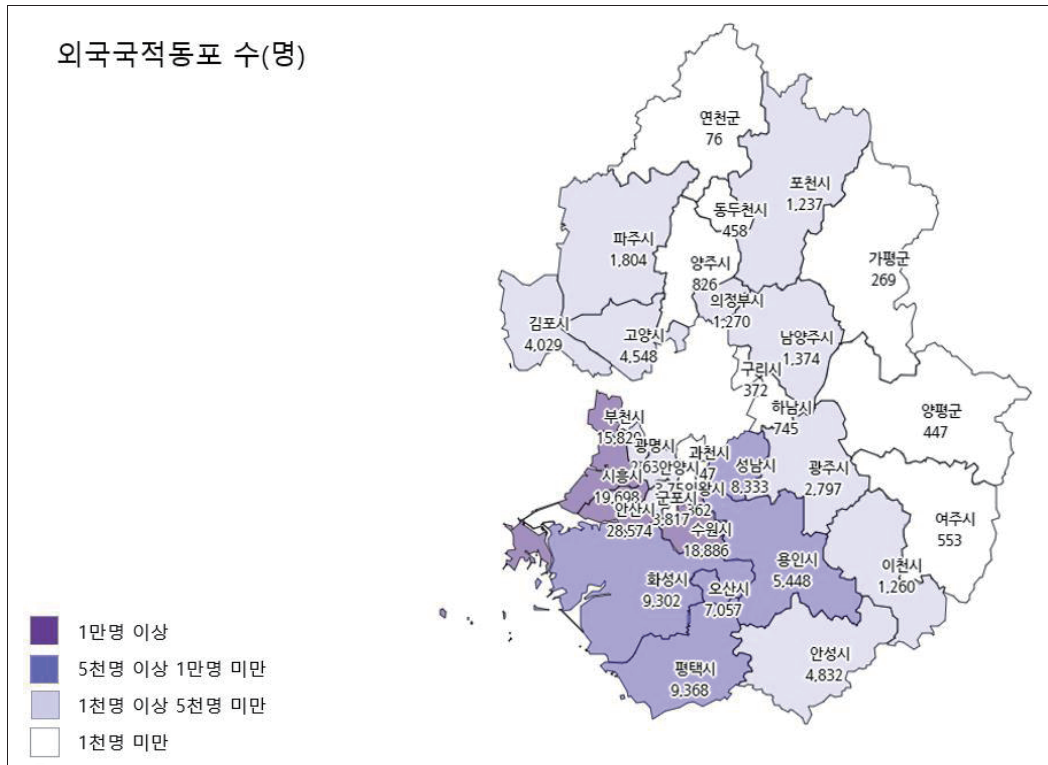 외국국적동포 수(명)
연천군
76
포천시
1,237
동두천시
458
파주시
1,804
가평군
269
양주시
826
의정부시
1,270
김포시
4,029
고양시
4,548
남양주시
1,374
구리시
372
하남시
745
양평군
447
부천시
광명시
과천시
성남시
8,333
광주시
2,797
시흥시
19,698
안양시
군포시
3,817
안산시
28,574
수원시
18,886
여주시
553
용인시
5,448
이천시
1,260
화성시
9,302
오산시
7,057
안성시
4,832
평택시
9,368
1만명 이상
5천명 이상 1만명 미만
1천명 이상 5천명 미만
1천명 미만